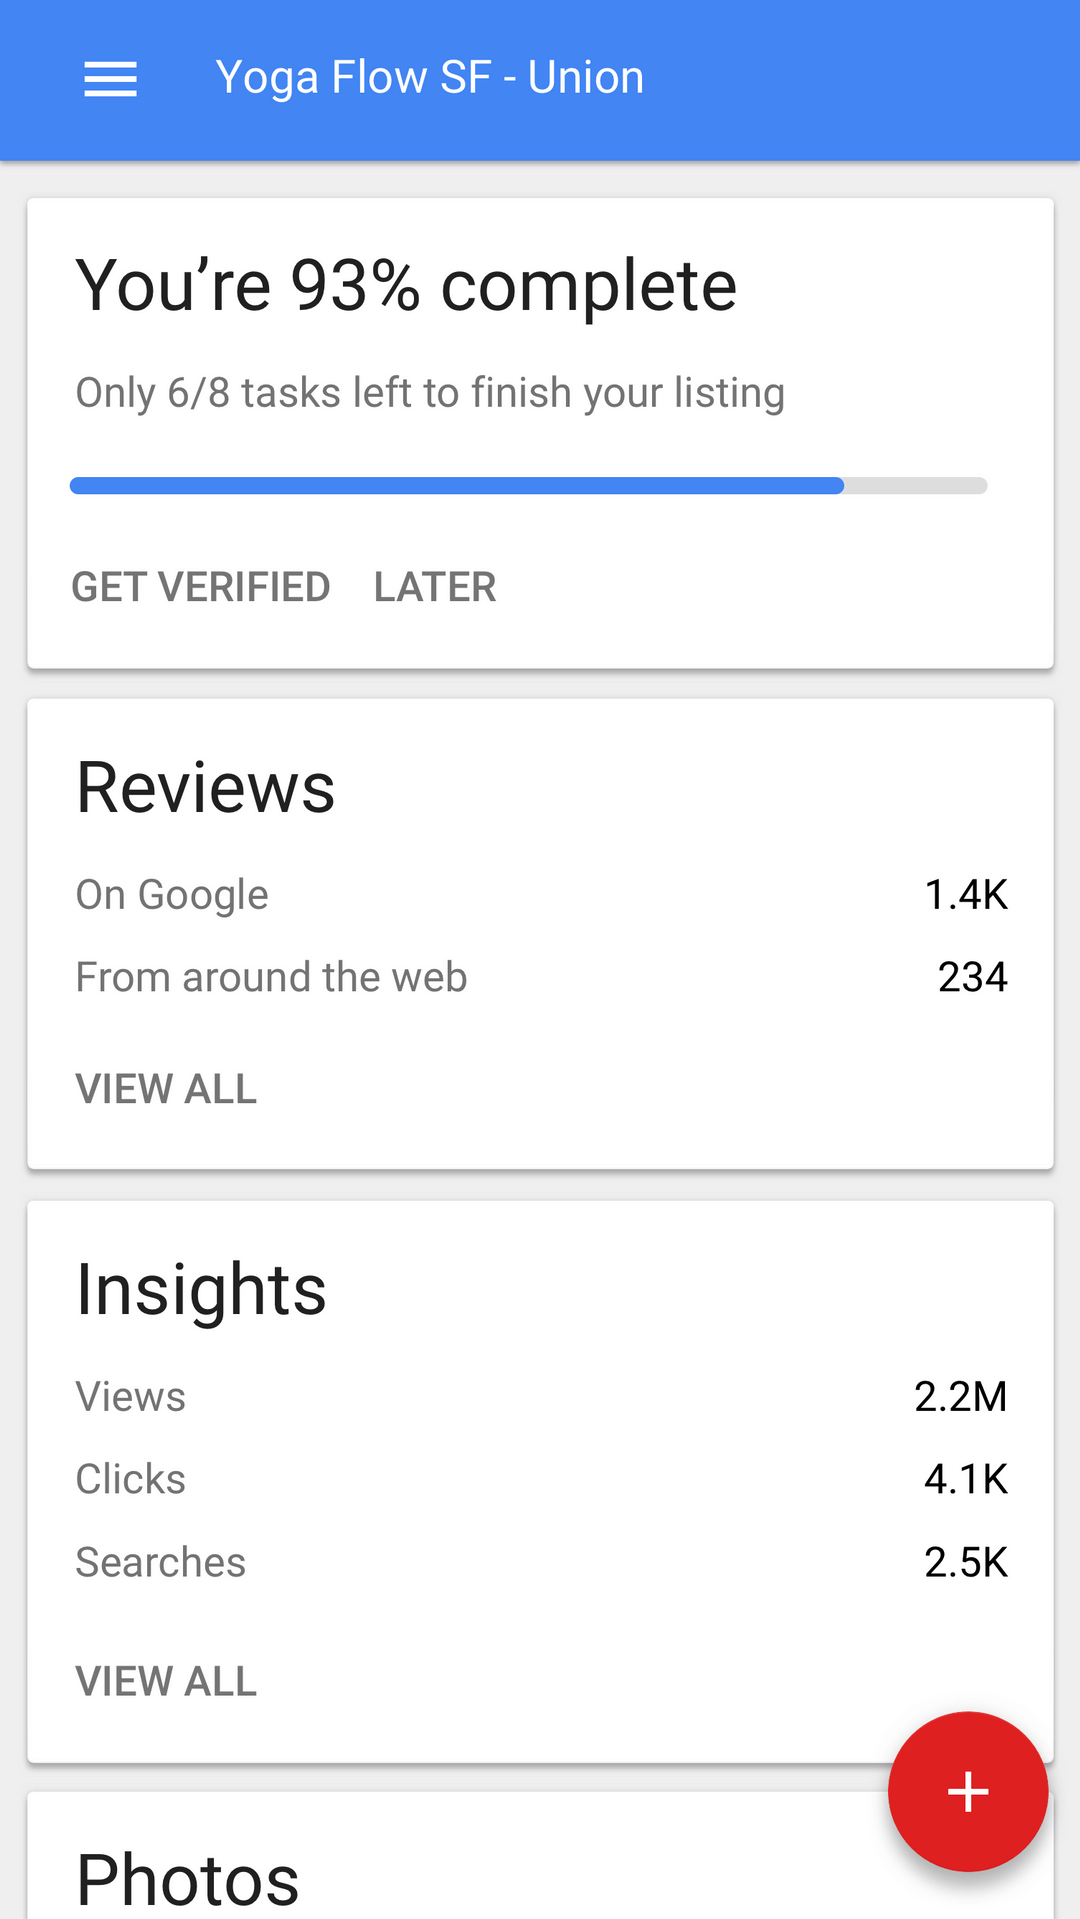 Yoga Flow SF - Union
You’re 93% complete
Only 6/8 tasks left to finish your listing
GET VERIFIED LATER
Reviews
On Google 1.4K
From around the web 234
VIEW ALL
Insights
Views 2.2M
Clicks 4.1K
Searches 2.5K
VIEW ALL
Photos